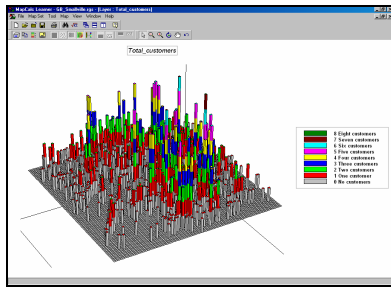 MapCalc Learner - GB_Smallville.rgs - [Layer : Total_customers]
File Map Set Tool Map View Window Help
Total_customers
8 Eight customers
7 Seven customers
6 Six customers
5 Five customers
4 Four customers
3 Three customers
2 Two customers
1 One customer
0 No customers